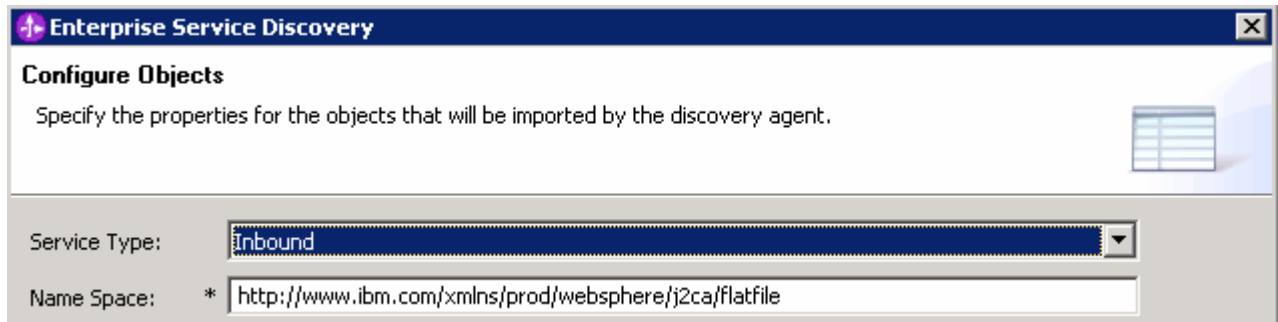 Enterprise Service Discovery
Configure Objects
Specify the properties for the objects that will be imported by the discovery agent.
Service Type: Inbound
Name Space: * http://www.ibm.com/xmlns/prod/websphere/j2ca/flatfile